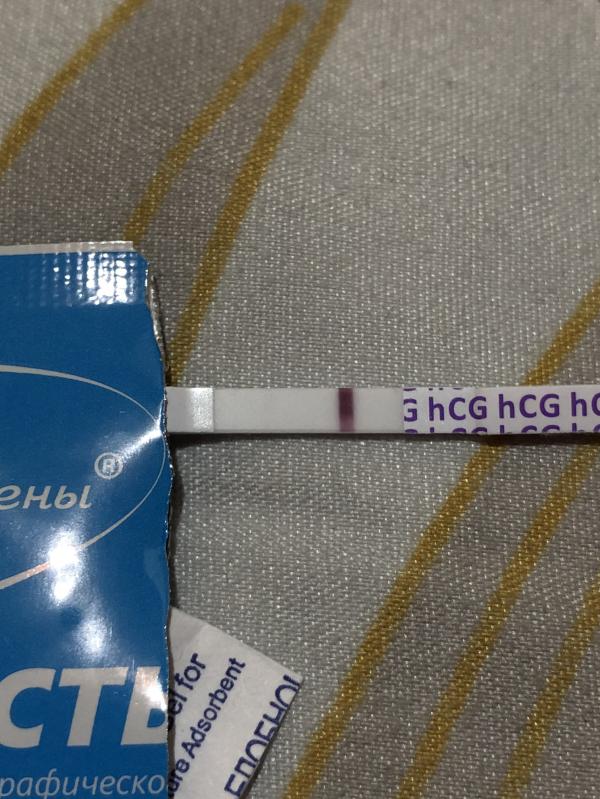 G hCG hCG hC
ены®
СТЬ
рафическо
el for
re Adsorbent